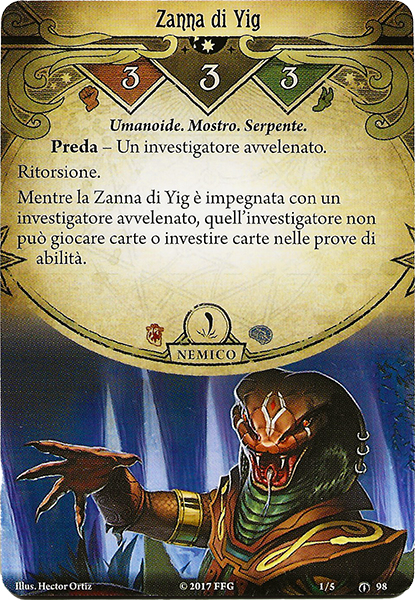 Zanna di Yig
3 3 3
Umanoide. Mostro. Serpente.
Preda – Un investigatore avvelenato.
Ritorsione.
Mentre la Zanna di Yig è impegnata con un
investigatore avvelenato, quell'investigatore non
può giocare carte o investire carte nelle prove di
abilità.
NEMICO
Illus. Hector Ortiz © 2017 FFG 1/5 98